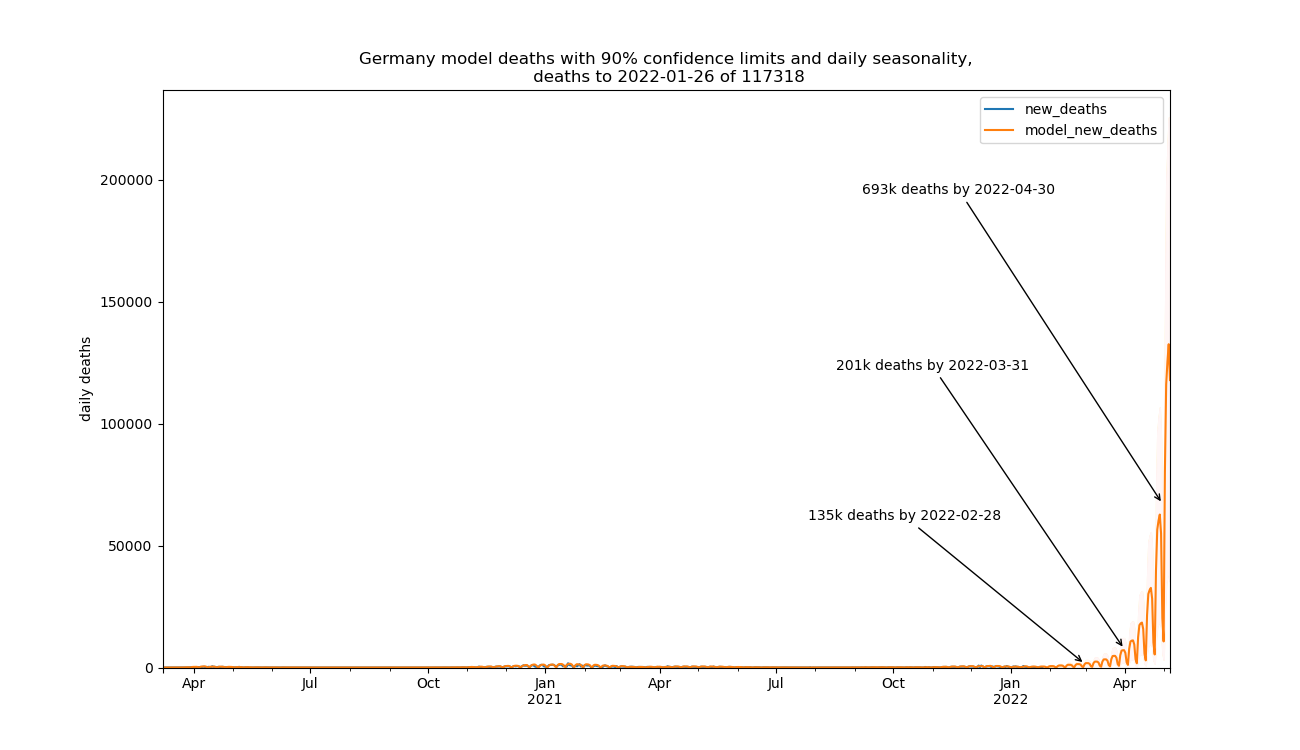 Germany model deaths with 90% confidence limits and daily seasonality,
deaths to 2022-01-26 of 117318
new_deaths
model_new_deaths
200000
693k deaths by 2022-04-30
150000
daily deaths
201k deaths by 2022-03-31
100000
135k deaths by 2022-02-28
50000
0
Apr Jul Oct Jan Apr Jul Oct Jan Apr
2021 2022